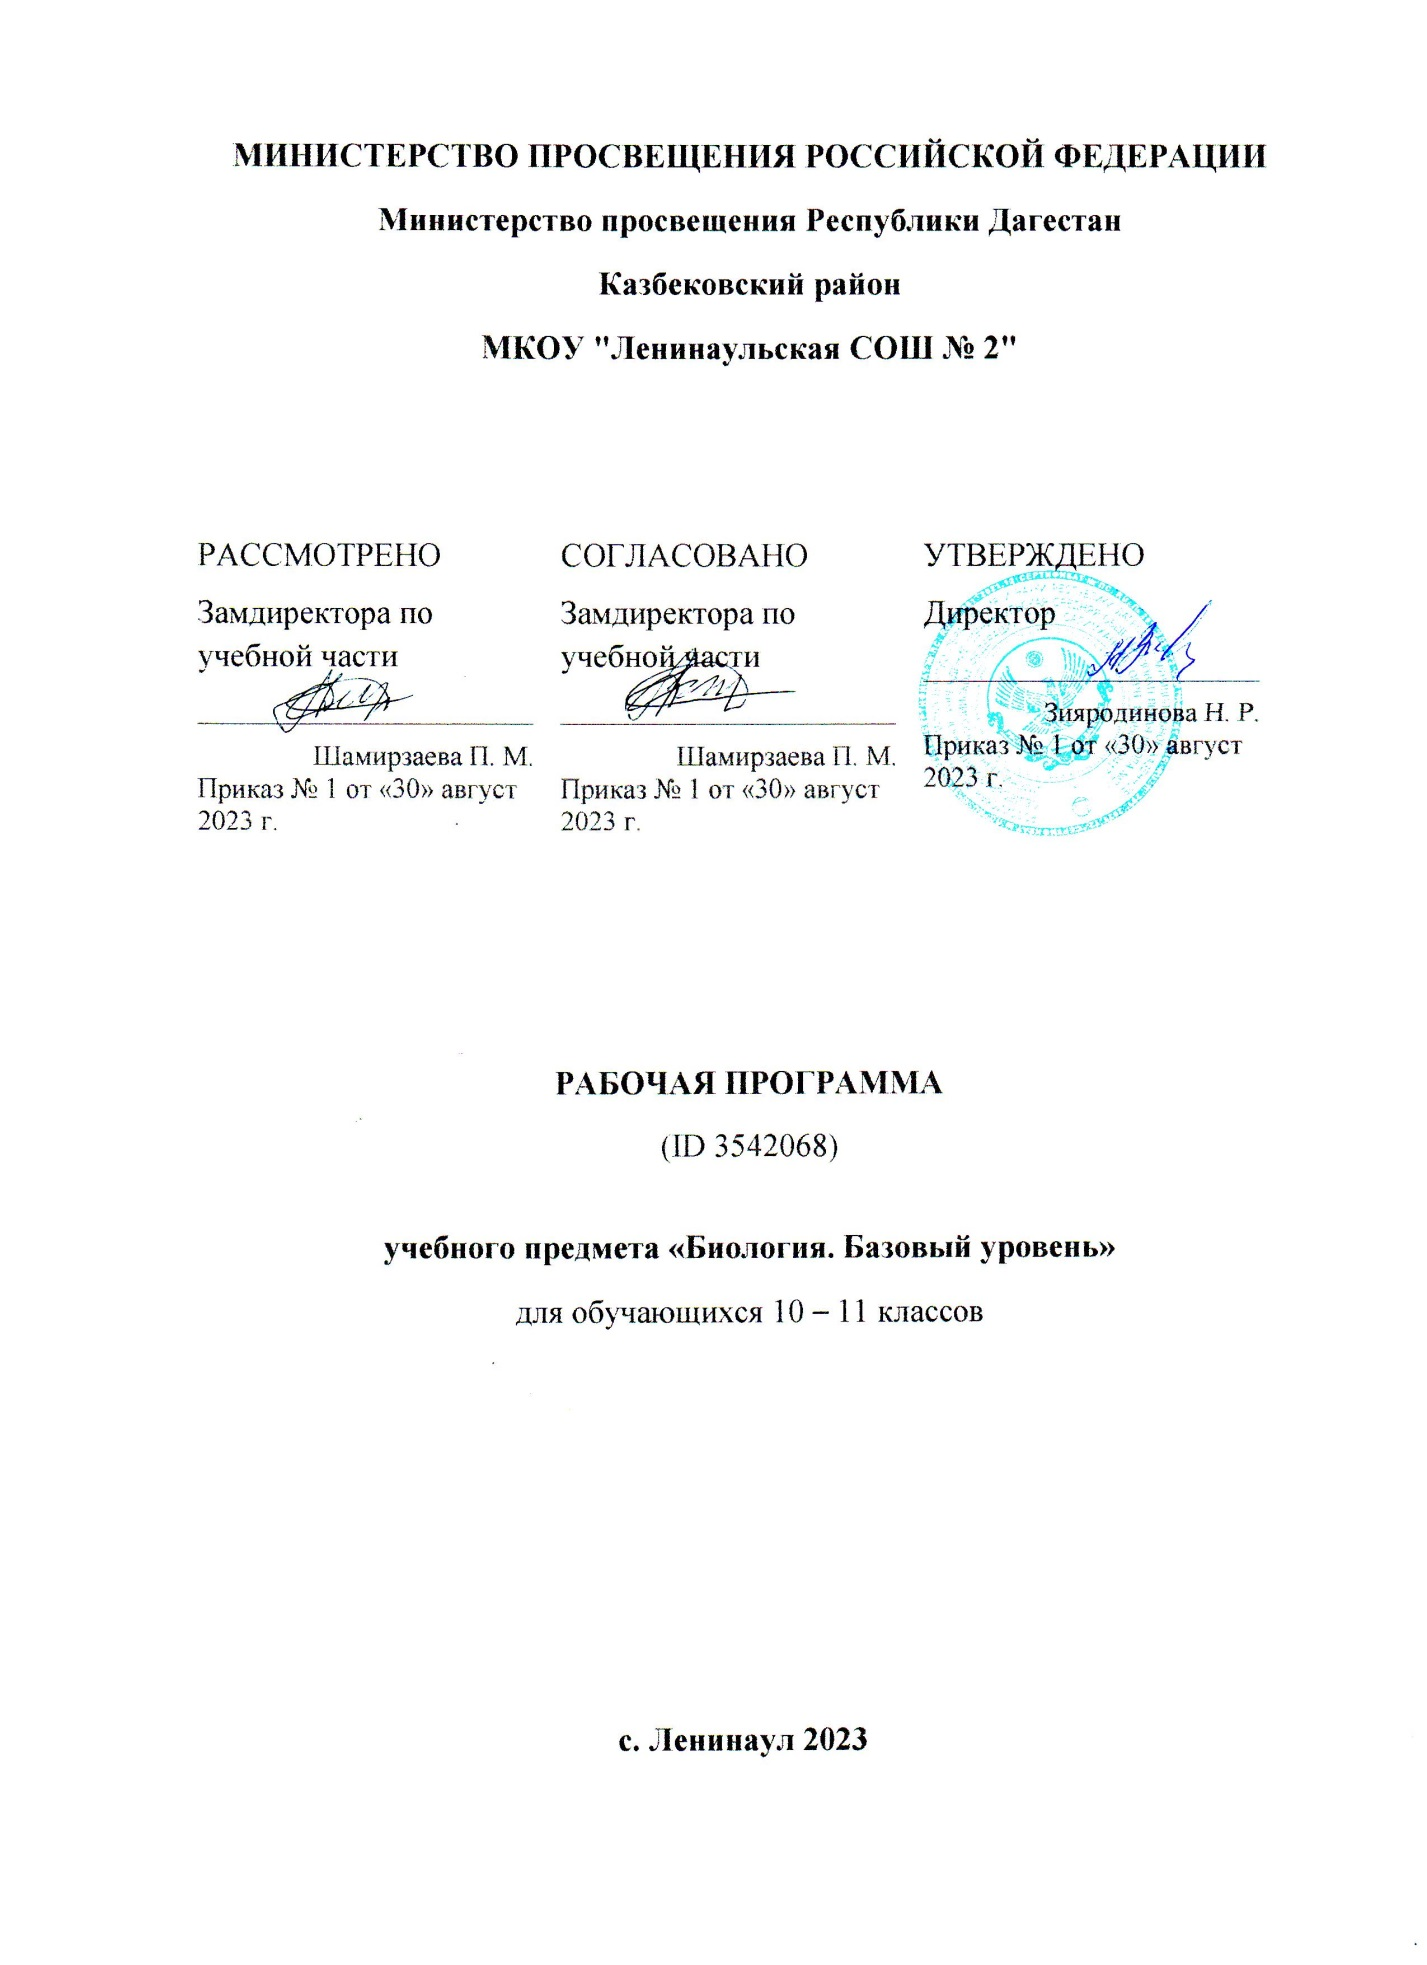 МИНИСТЕРСТВО ПРОСВЕЩЕНИЯ РОССИЙСКОЙ ФЕДЕРАЦИИ
Министерство просвещения Республики Дагестан
Казбековский район
МКОУ "Ленинаульская СОШ № 2"
РАССМОТРЕНО
Замдиректора по
учебной части
Шамирзаева П. М.
Приказ № 1 от «30» август
2023 г.
СОГЛАСОВАНО
Замдиректора по
учебной части
Шамирзаева П. М.
Приказ № 1 от «30» август
2023 г.
УТВЕРЖДЕНО
Директор
Зияродинова Н. Р.
Приказ № 1 от «30» август
2023 г.
РАБОЧАЯ ПРОГРАММА
(ID 3542068)
учебного предмета «Биология. Базовый уровень»
для обучающихся 10 – 11 классов
с. Ленинаул 2023